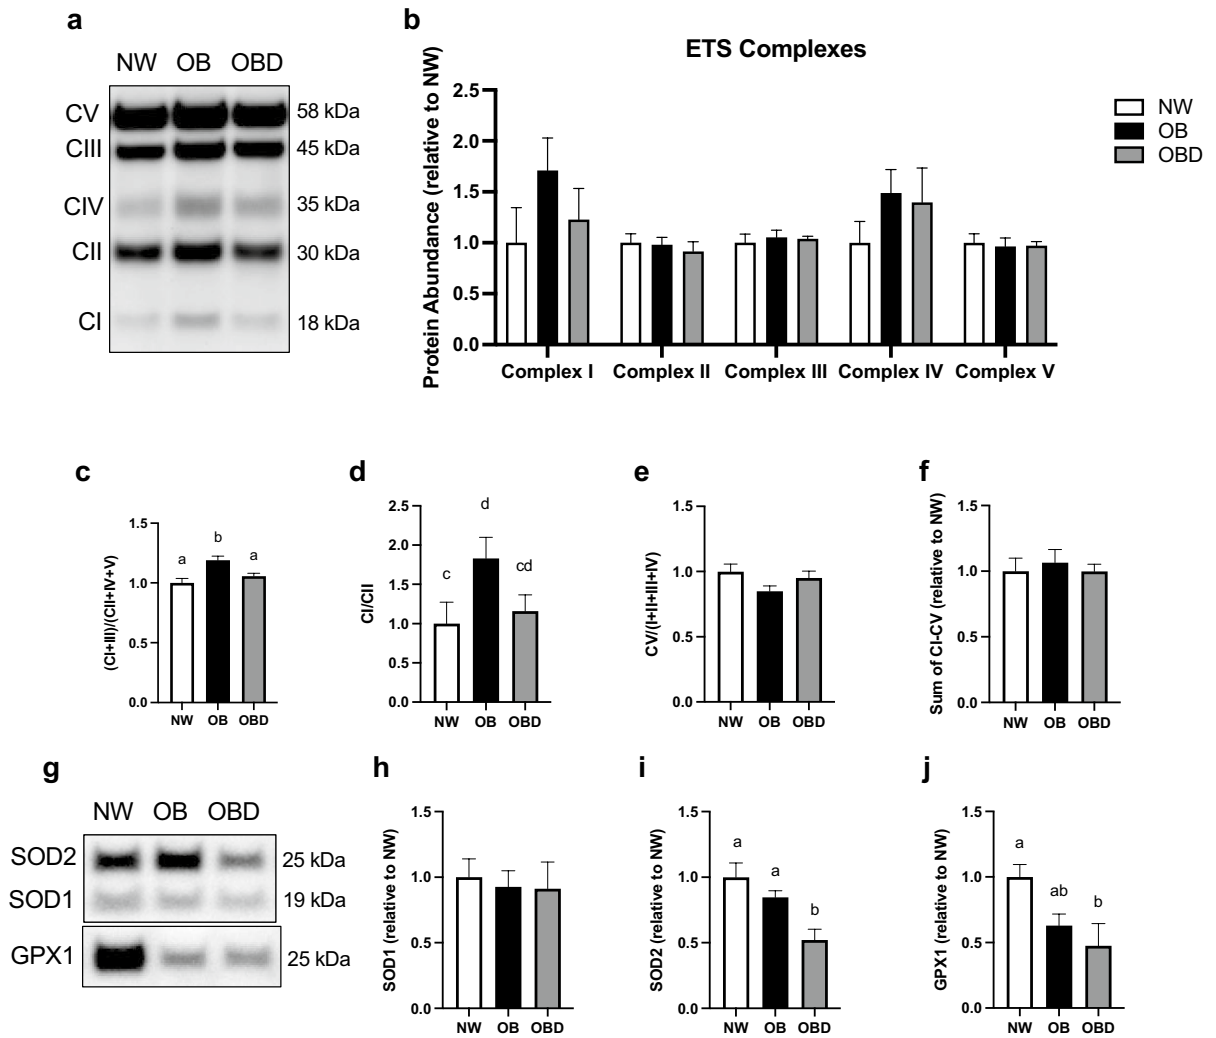 a
NW OB OBD
CV 58 kDa
CIII 45 kDa
CIV 35 kDa
CII 30 kDa
CI 18 kDa
b
ETS Complexes
Protein Abundance (relative to NW)
2.5
2.0
1.5
1.0
0.5
0.0
Complex I Complex II Complex III Complex IV Complex V
NW
OB
OBD
c
(CI+III)/(CII+IV+V)
1.5
1.0
0.5
0.0
a b a
NW OB OBD
d
CI/CII
2.5
2.0
1.5
1.0
0.5
0.0
c d cd
NW OB OBD
e
CV/(I+II+III+IV)
1.5
1.0
0.5
0.0
NW OB OBD
f
Sum of CI-CV (relative to NW)
1.5
1.0
0.5
0.0
NW OB OBD
g
NW OB OBD
SOD2 25 kDa
SOD1 19 kDa
GPX1 25 kDa
h
SOD1 (relative to NW)
1.5
1.0
0.5
0.0
NW OB OBD
i
SOD2 (relative to NW)
1.5
1.0
0.5
0.0
a a b
NW OB OBD
j
GPX1 (relative to NW)
1.5
1.0
0.5
0.0
a ab b
NW OB OBD